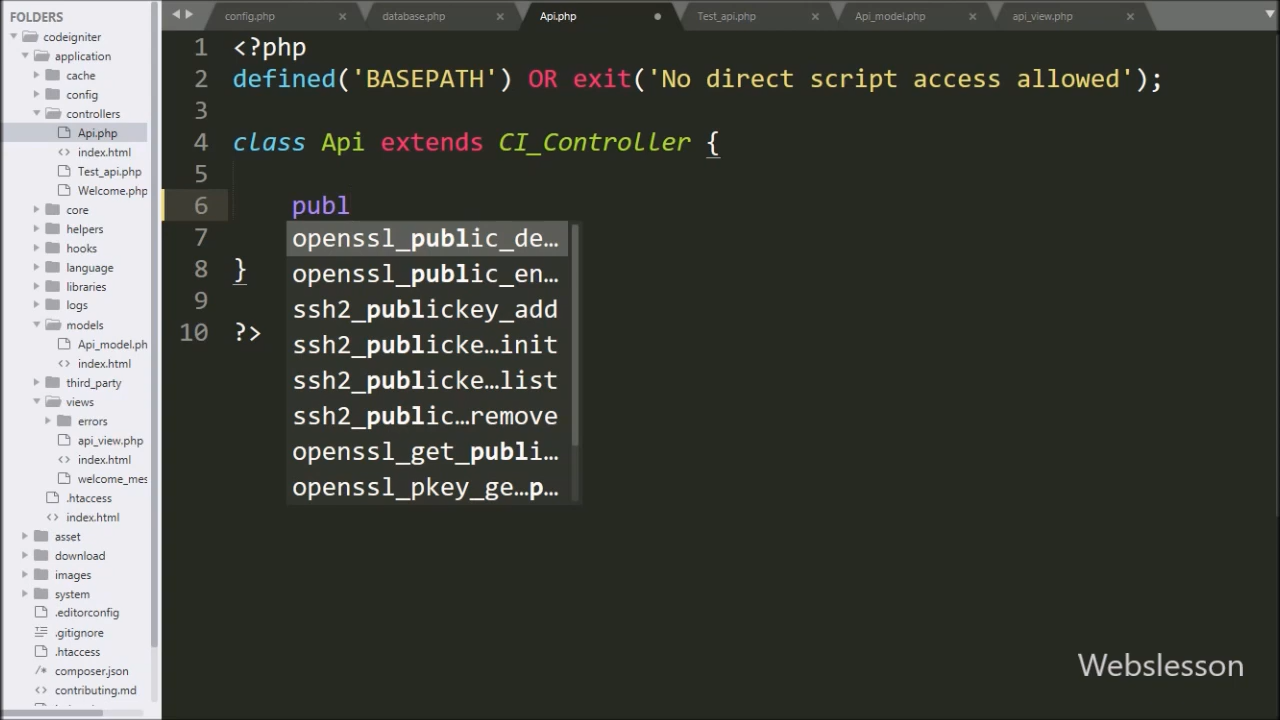 FOLDERS
codeigniter
application
cache
config
controllers
Api.php
index.html
Test_api.php
Welcome.php
core
helpers
hooks
language
libraries
logs
models
Api_model.ph
index.html
third_party
views
errors
api_view.php
index.html
welcome_mes
.htaccess
index.html
asset
download
images
system
.editorconfig
.gitignore
.htaccess
composer.json
contributing.md
config.php
database.php
Api.php
Test_api.php
Api_model.php
api_view.php
1 <?php
2 defined('BASEPATH') OR exit('No direct script access allowed');
3
4 class Api extends CI_Controller {
5
6 publ
7
8 }
9
10 ?>
openssl_public_de…
openssl_public_en…
ssh2_publickey_add
ssh2_publicke…init
ssh2_publicke…list
ssh2_public…remove
openssl_get_publi…
openssl_pkey_ge…p…
Webslesson